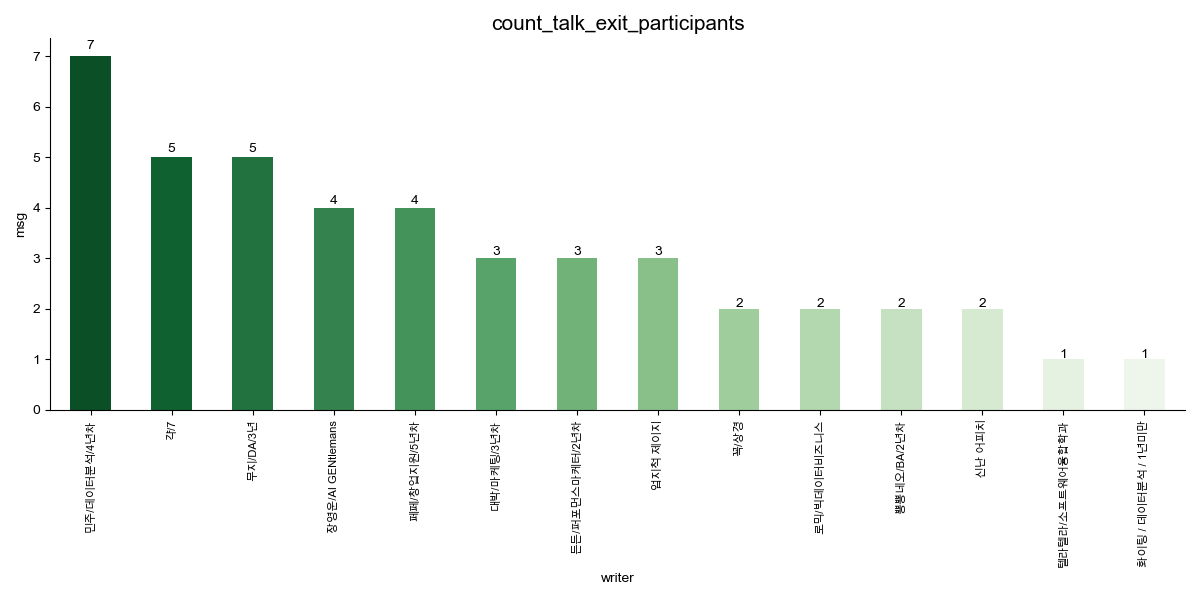 count_talk_exit_participants
7
5
5
4
4
3
3
3
2
2
2
2
1
1
msg
7
6
5
4
3
2
1
0
민주/데이터분석/4년차
갹/7
무지/DA/3년
장영운/AI GENtlemans
페페/창업지원/5년차
대박/마케팅/3년차
든든/퍼포먼스마케터/2년차
엄지척 제이지
꼭/상경
로믹/빅데이터비즈니스
뿅뿅네오/BA/2년차
신난 어피치
텔라텔라/소프트웨어융합학과
화이팅 / 데이터분석 / 1년미만
writer